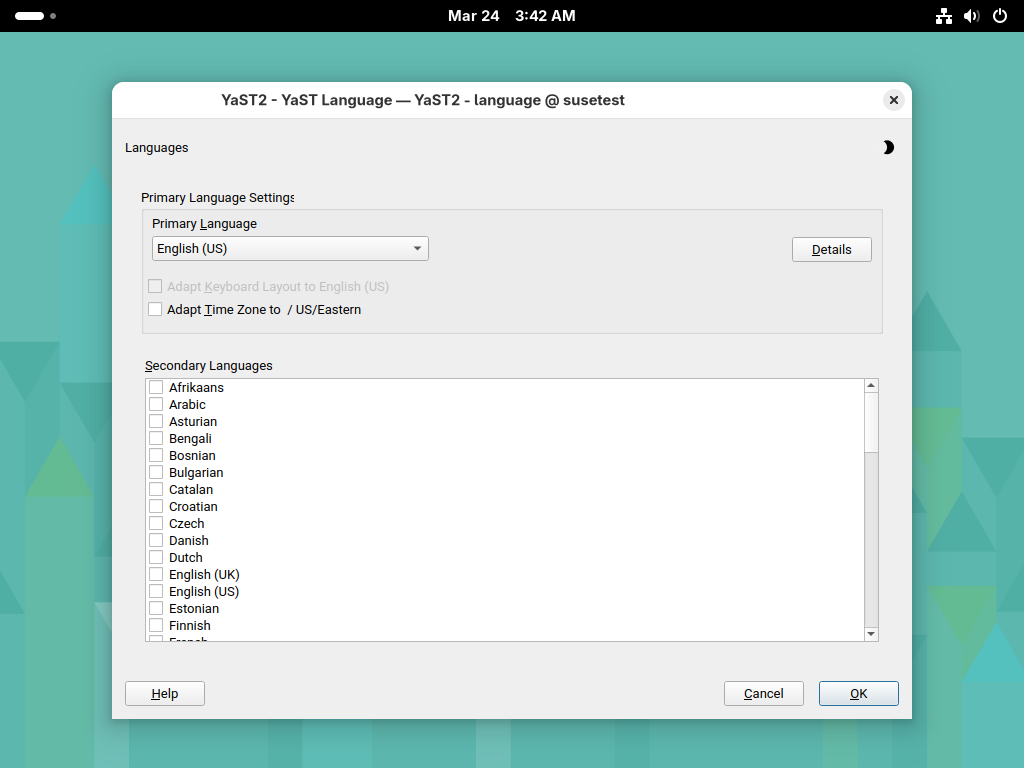 Mar 24 3:42 AM
YaST2 - YaST Language — YaST2 - language @ susetest
Languages
Primary Language Settings
Primary Language
English (US)
Details
Adapt Keyboard Layout to English (US)
Adapt Time Zone to / US/Eastern
Secondary Languages
Afrikaans
Arabic
Asturian
Bengali
Bosnian
Bulgarian
Catalan
Croatian
Czech
Danish
Dutch
English (UK)
English (US)
Estonian
Finnish
French
Help
Cancel
OK